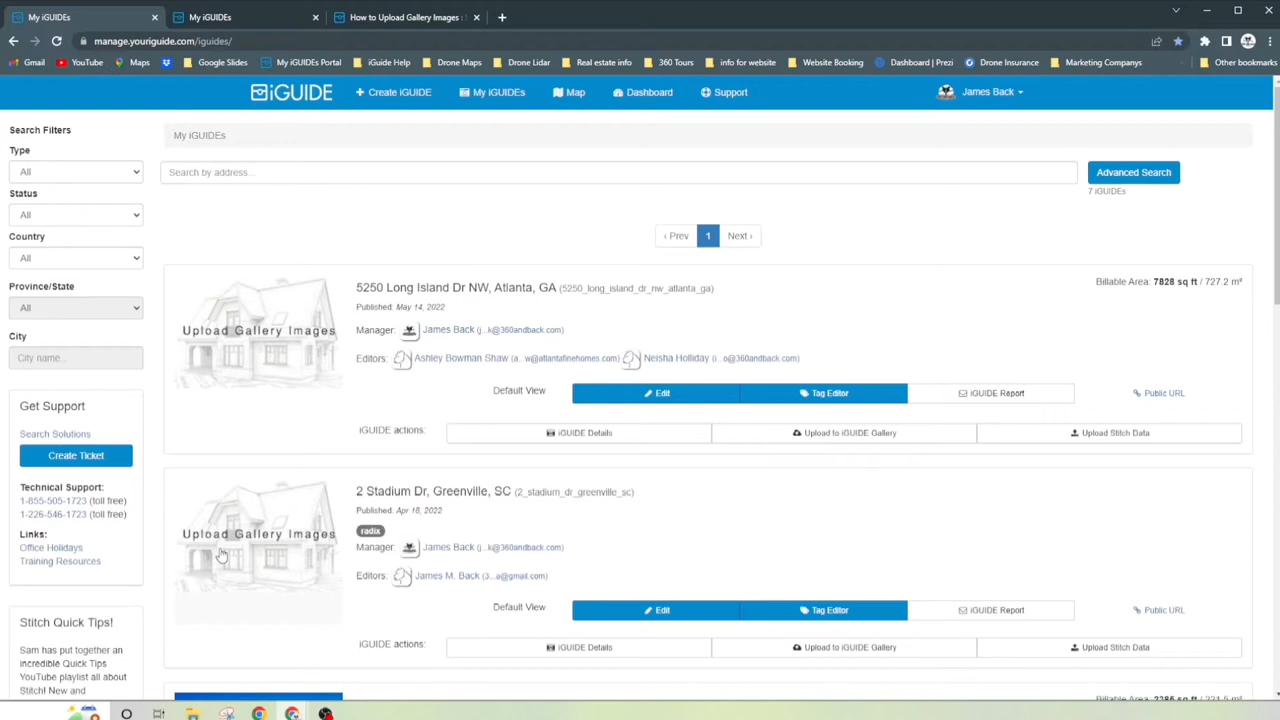 My iGUIDEs
My iGUIDEs
How to Upload Gallery Images :
manage.youriguide.com/iguides/
Gmail YouTube Maps Google Slides My iGUIDEs Portal iGuide Help Drone Maps Drone Lidar Real estate info 360 Tours info for website Website Booking Dashboard | Prezi Drone Insurance Marketing Companys Other bookmarks
iGUIDE Create iGUIDE My iGUIDEs Map Dashboard Support James Back
Search Filters
Type
All
Status
All
Country
All
Province/State
All
City
City name...
Get Support
Search Solutions
Create Ticket
Technical Support:
1-855-505-1723 (toll free)
1-226-546-1723 (toll free)
Links:
Office Holidays
Training Resources
Stitch Quick Tips!
Sam has put together an
incredible Quick Tips
YouTube playlist all about
Stitch! New and
My iGUIDEs
Search by address...
Advanced Search
7 iGUIDEs
‹ Prev 1 Next ›
Upload Gallery Images
5250 Long Island Dr NW, Atlanta, GA (5250_long_island_dr_nw_atlanta_ga)
Billable Area: 7828 sq ft / 727.2 m²
Published: May 14, 2022
Manager: James Back (j...k@360andback.com)
Editors: Ashley Bowman Shaw (a...w@atlantafinehomes.com) Neisha Holliday (i...o@360andback.com)
Default View Edit Tag Editor iGUIDE Report Public URL
iGUIDE actions: iGUIDE Details Upload to iGUIDE Gallery Upload Stitch Data
Upload Gallery Images
2 Stadium Dr, Greenville, SC (2_stadium_dr_greenville_sc)
Published: Apr 18, 2022
radix
Manager: James Back (j...k@360andback.com)
Editors: James M. Back (3...a@gmail.com)
Default View Edit Tag Editor iGUIDE Report Public URL
iGUIDE actions: iGUIDE Details Upload to iGUIDE Gallery Upload Stitch Data